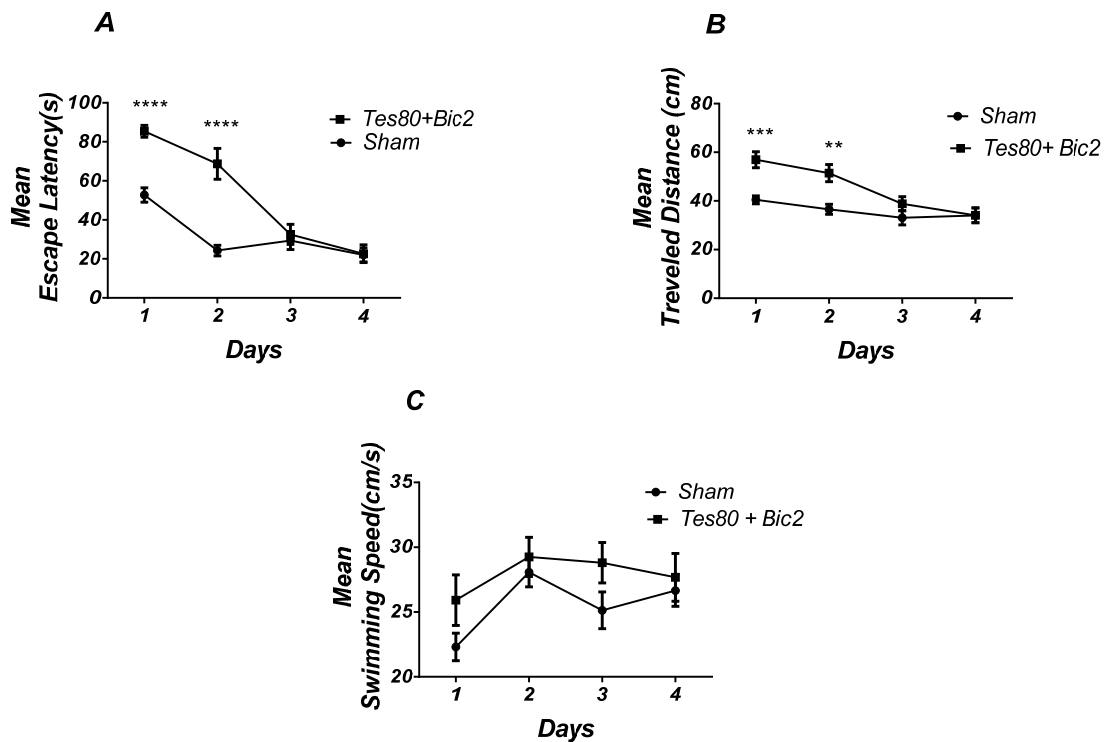 A
Mean
Escape Latency(s)
100
80
60
40
20
0
****
****
Tes80+Bic2
Sham
1 2 3 4
Days
B
Mean
Treveled Distance (cm)
80
60
40
20
0
***
**
Sham
Tes80+ Bic2
1 2 3 4
Days
C
Mean
Swimming Speed(cm/s)
35
30
25
20
Sham
Tes80 + Bic2
1 2 3 4
Days